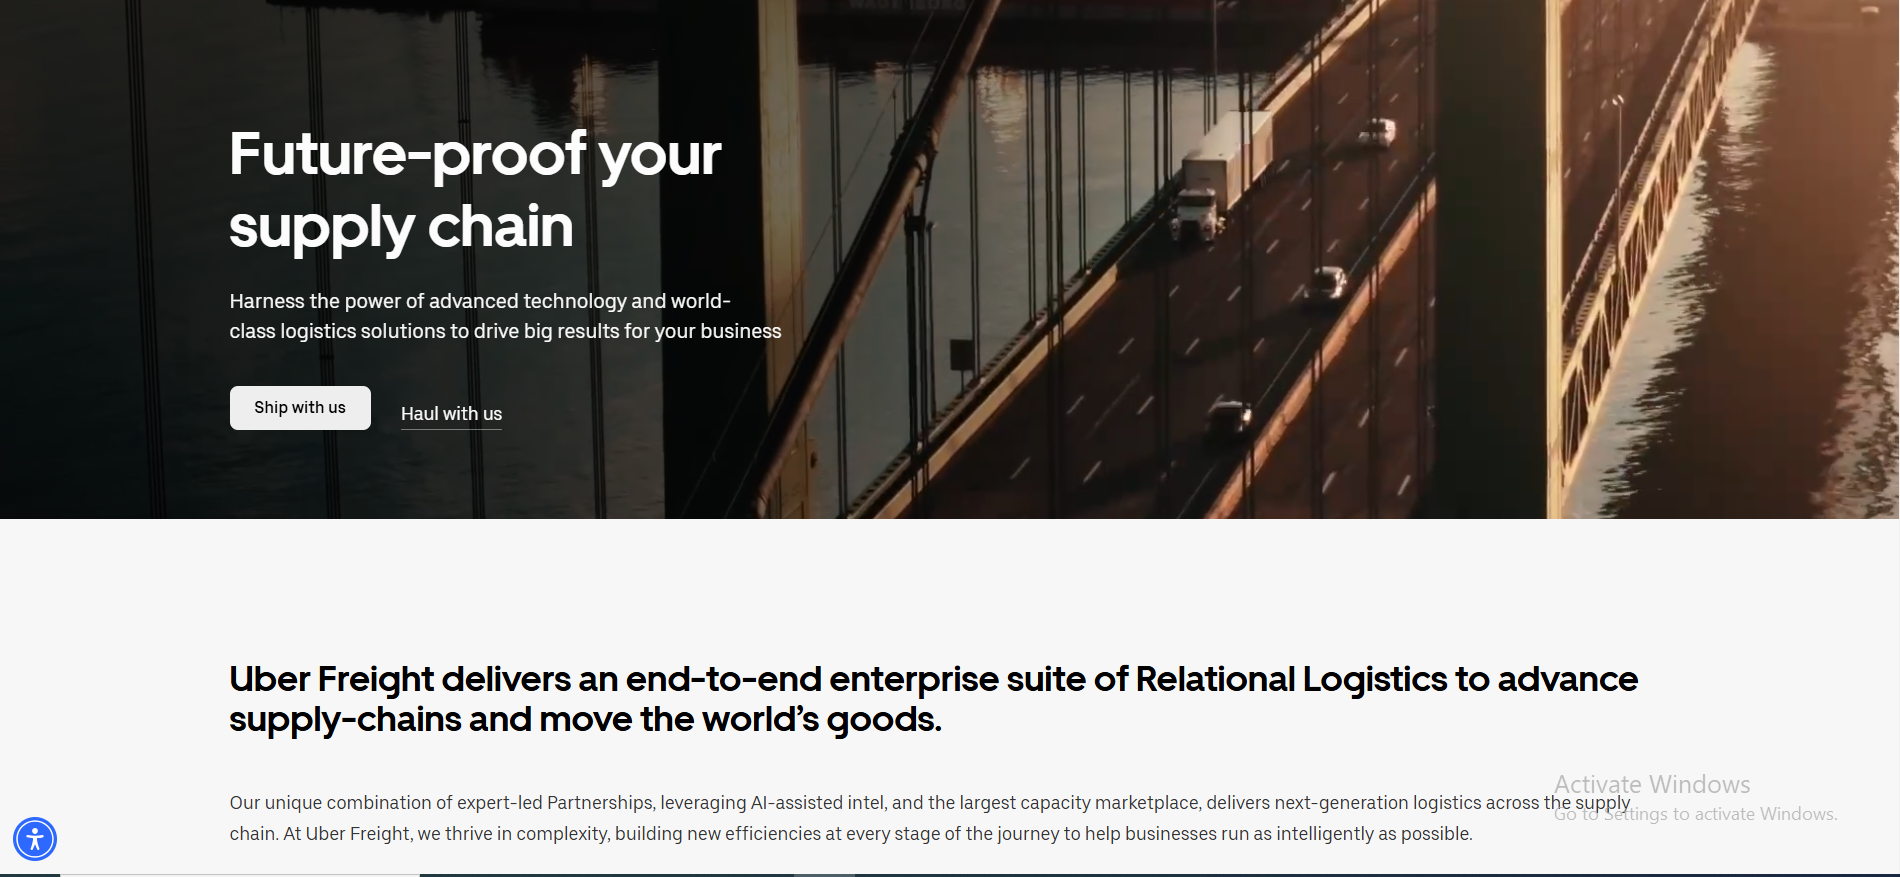 Future-proof your
supply chain
Harness the power of advanced technology and world-
class logistics solutions to drive big results for your business
Ship with us
Haul with us
Uber Freight delivers an end-to-end enterprise suite of Relational Logistics to advance
supply-chains and move the world’s goods.
Our unique combination of expert-led Partnerships, leveraging AI-assisted intel, and the largest capacity marketplace, delivers next-generation logistics across the supply
chain. At Uber Freight, we thrive in complexity, building new efficiencies at every stage of the journey to help businesses run as intelligently as possible.
Activate Windows
Go to Settings to activate Windows.